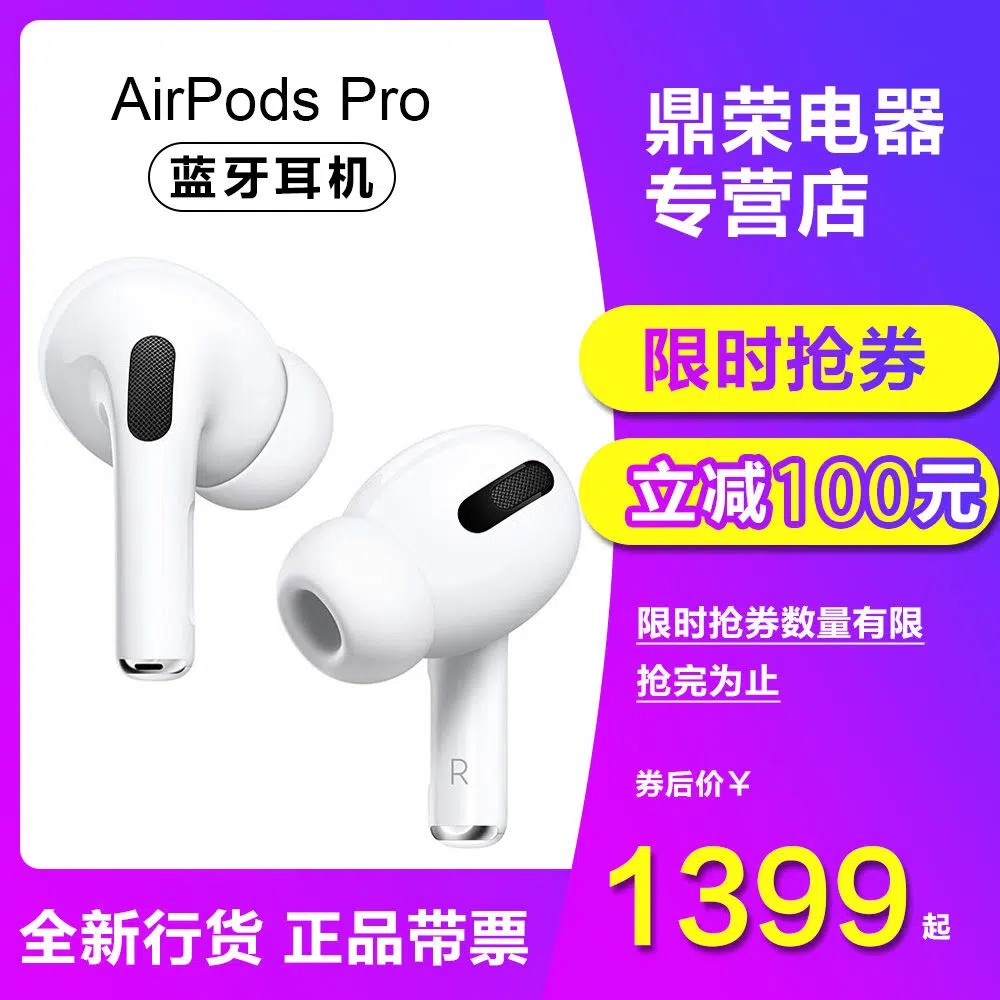 AirPods Pro
蓝牙耳机
鼎荣电器
专营店
限时抢券
立减100元
限时抢券数量有限
抢完为止
券后价¥
1399起
R
全新行货 正品带票